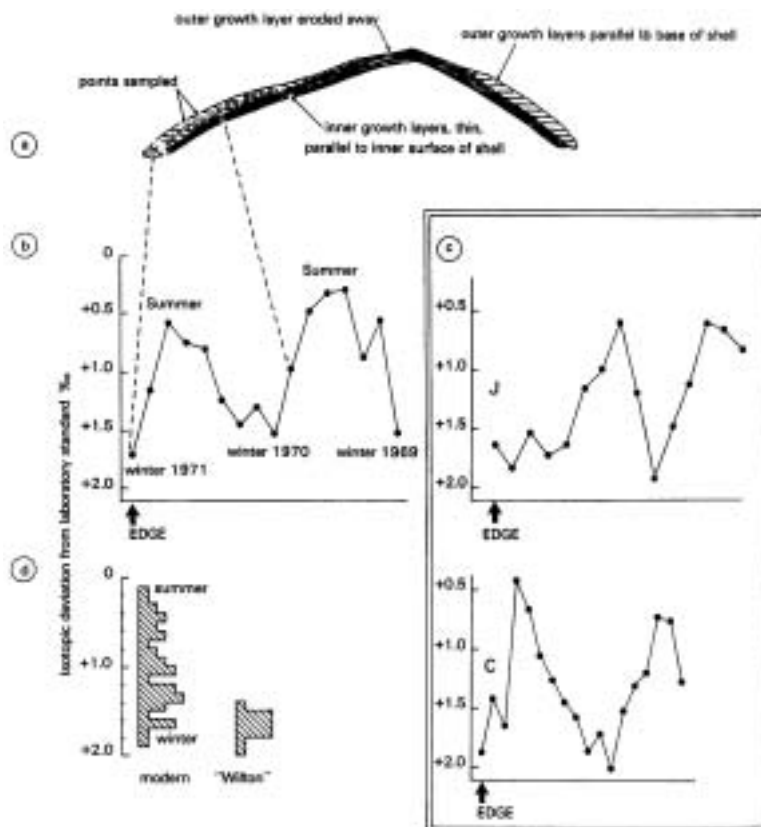 outer growth layer eroded away
outer growth layers parallel to base of shell
points sampled
inner growth layers, thin,
parallel to inner surface of shell
a
b
0
+0.5
+1.0
+1.5
+2.0
Summer
Summer
winter 1971
winter 1970
winter 1969
EDGE
Isotopic deviation from laboratory standard ‰
c
+0.5
+1.0
+1.5
+2.0
J
EDGE
d
0
+1.0
+2.0
summer
winter
modern
"Wilton"
+0.5
+1.0
+1.5
+2.0
C
EDGE